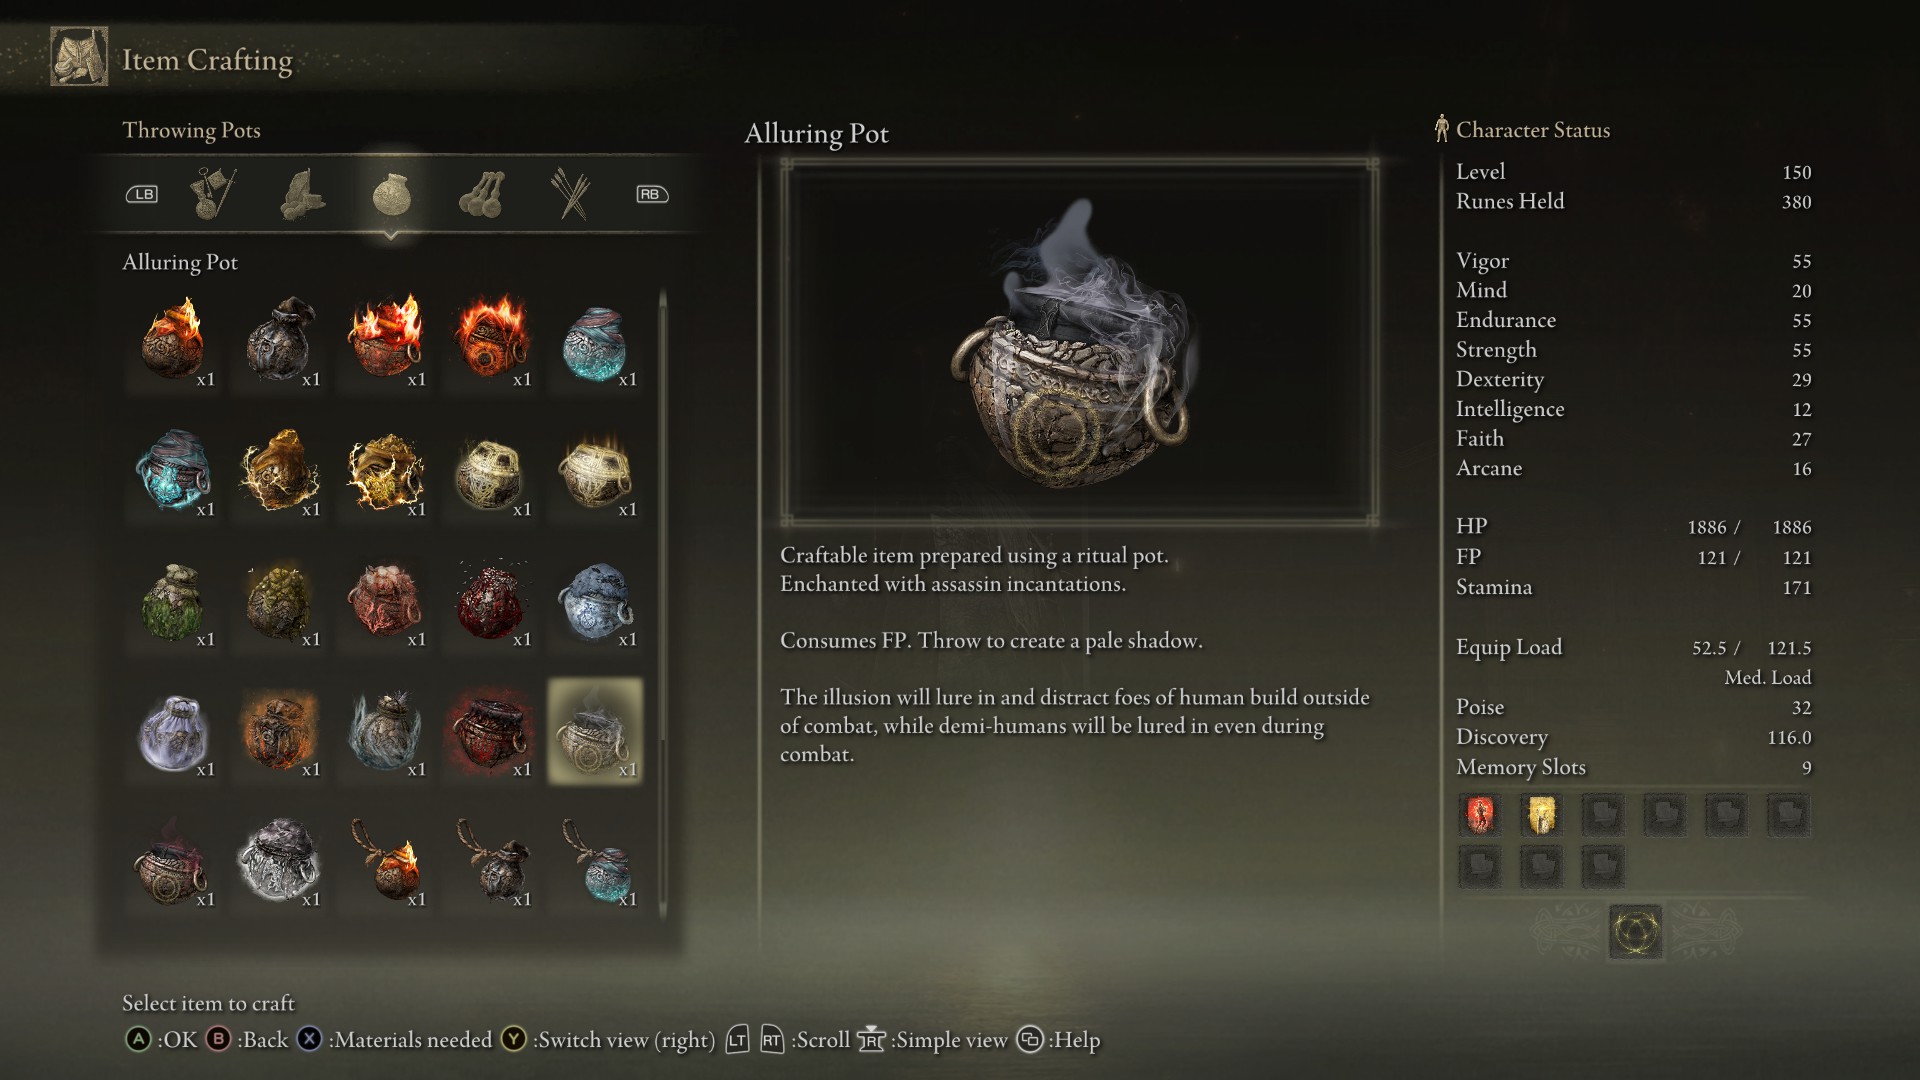 Item Crafting
Throwing Pots
LB
RB
Alluring Pot
x1 x1 x1 x1 x1
x1 x1 x1 x1 x1
x1 x1 x1 x1 x1
x1 x1 x1 x1 x1
x1 x1 x1 x1 x1
Alluring Pot
Craftable item prepared using a ritual pot.
Enchanted with assassin incantations.
Consumes FP. Throw to create a pale shadow.
The illusion will lure in and distract foes of human build outside
of combat, while demi-humans will be lured in even during
combat.
Character Status
Level 150
Runes Held 380
Vigor 55
Mind 20
Endurance 55
Strength 55
Dexterity 29
Intelligence 12
Faith 27
Arcane 16
HP 1886 / 1886
FP 121 / 121
Stamina 171
Equip Load 52.5 / 121.5
Med. Load
Poise 32
Discovery 116.0
Memory Slots 9
Select item to craft
A :OK B :Back X :Materials needed Y :Switch view (right) LT RT :Scroll R :Simple view :Help